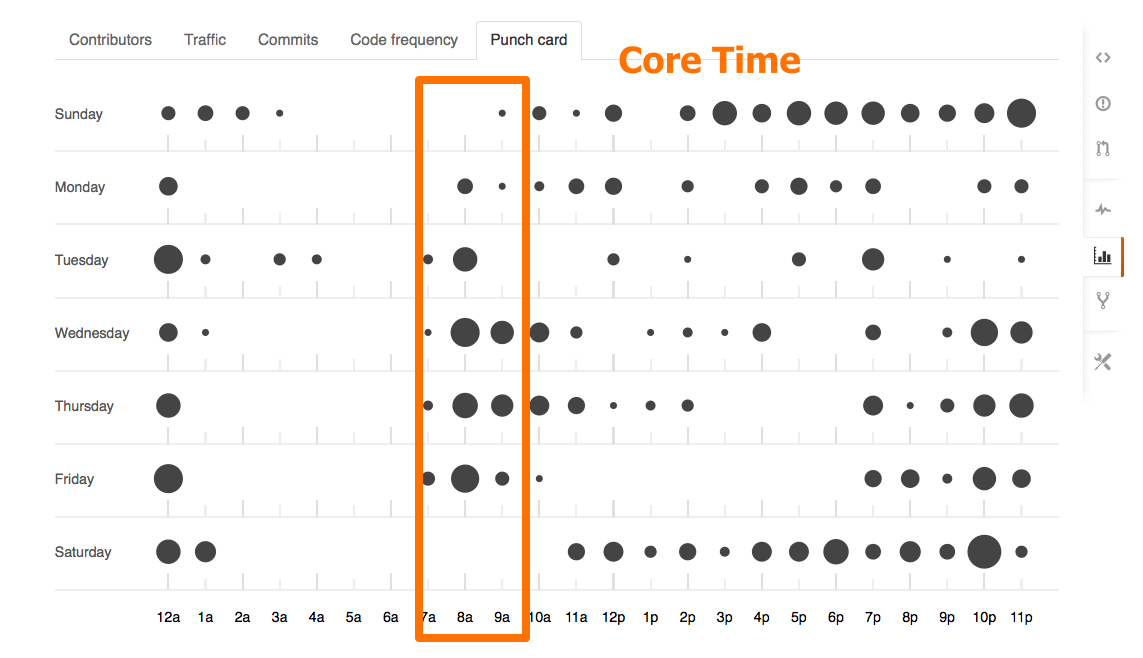 Contributors Traffic Commits Code frequency Punch card
Core Time
Sunday
Monday
Tuesday
Wednesday
Thursday
Friday
Saturday
12a 1a 2a 3a 4a 5a 6a 7a 8a 9a 10a 11a 12p 1p 2p 3p 4p 5p 6p 7p 8p 9p 10p 11p